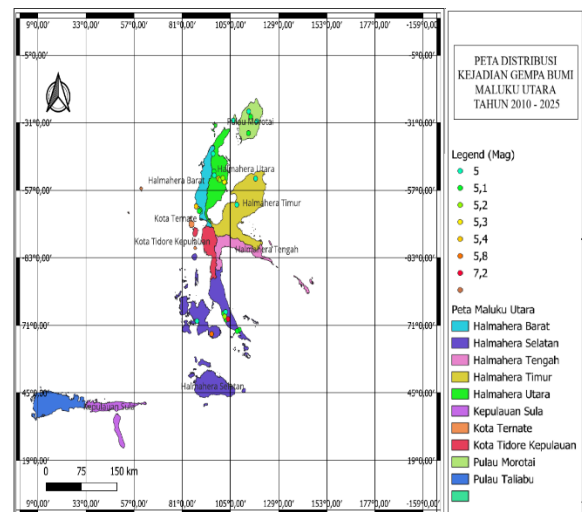 9°0,00′ 33°0,00′ 81°0,00′ 105°0,00′ 129°0,00′ 153°0,00′ 177°0,00′ -159°0,00′
-5°0,00′ -5°0,00′
-31°0,00′ -31°0,00′
-57°0,00′ -57°0,00′
-83°0,00′ -83°0,00′
71°0,00′ 71°0,00′
45°0,00′ 45°0,00′
19°0,00′ 19°0,00′
Pulau Morotai
Halmahera Utara
Halmahera Barat
Halmahera Timur
Kota Ternate
Kota Tidore Kepulauan
Halmahera Tengah
Halmahera Selatan
Kepulauan Sula
0 75 150 km
9°0,00′ 33°0,00′ 81°0,00′ 105°0,00′ 129°0,00′ 153°0,00′ 177°0,00′ -159°0,00′
PETA DISTRIBUSI
KEJADIAN GEMPA BUMI
MALUKU UTARA
TAHUN 2010 - 2025
Legend (Mag)
5
5,1
5,2
5,3
5,4
5,8
7,2
Peta Maluku Utara
Halmahera Barat
Halmahera Selatan
Halmahera Tengah
Halmahera Timur
Halmahera Utara
Kepulauan Sula
Kota Ternate
Kota Tidore Kepulauan
Pulau Morotai
Pulau Taliabu